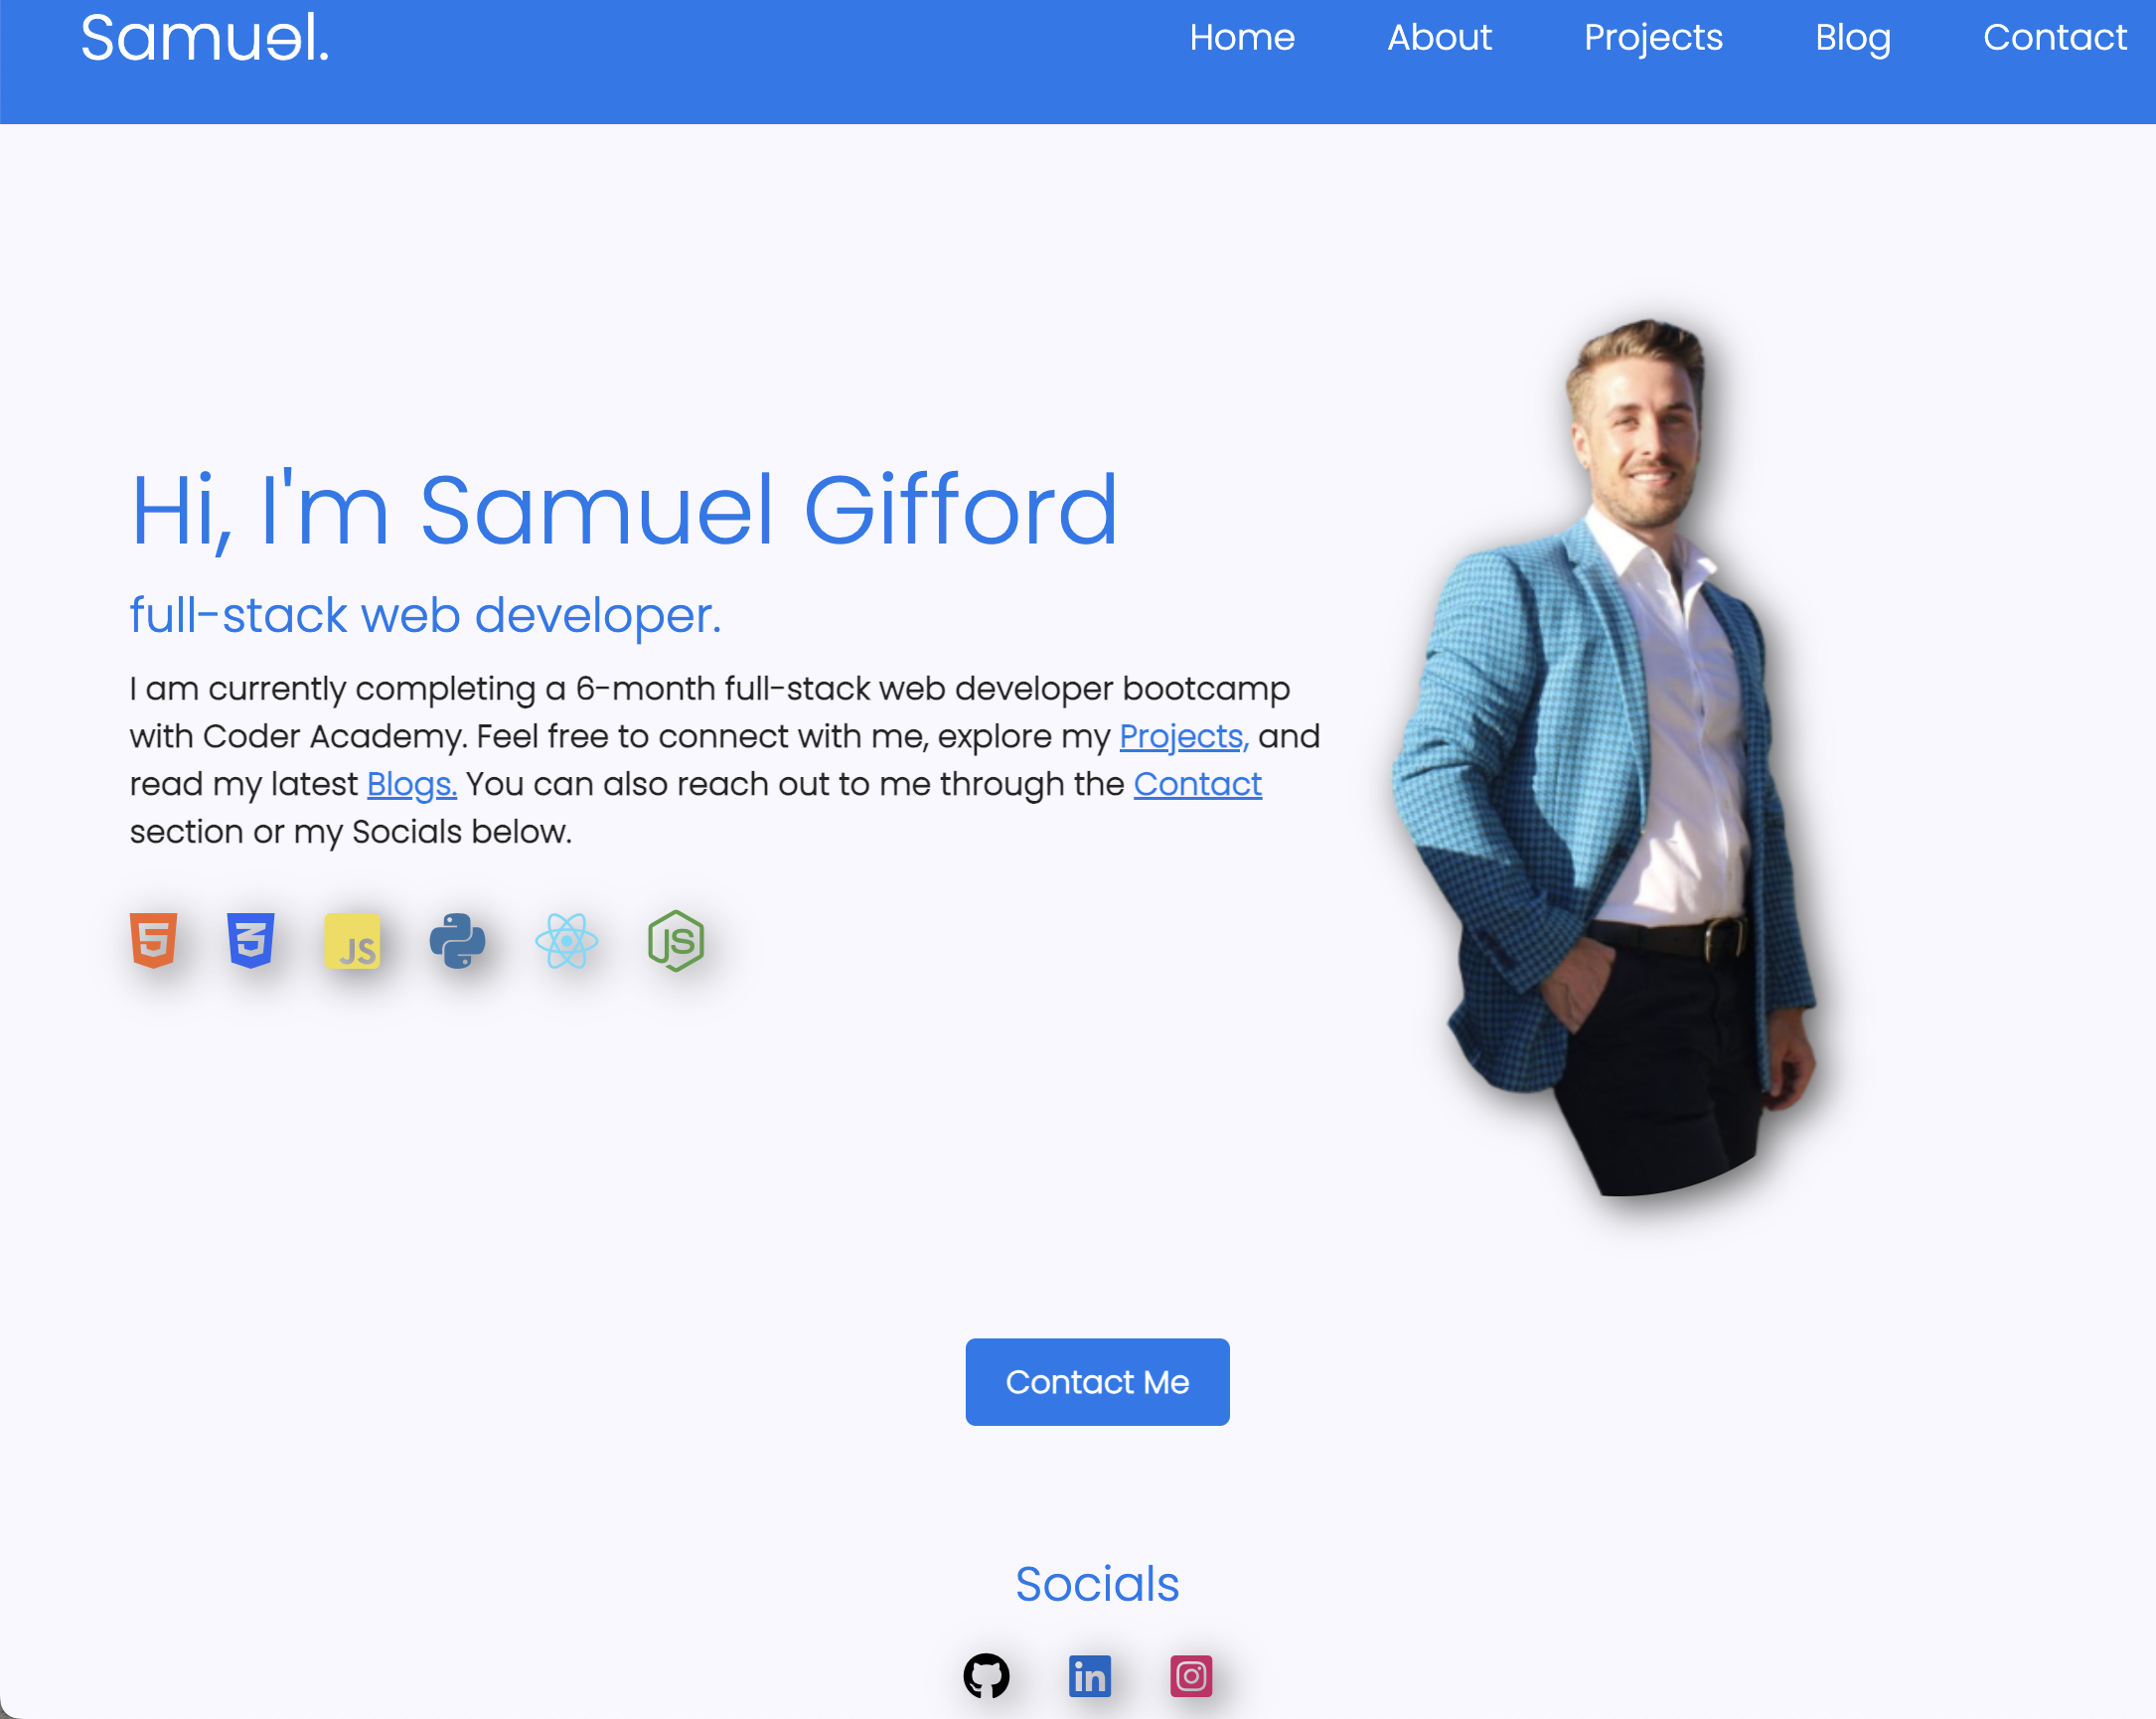 Samuel.
Home About Projects Blog Contact
Hi, I'm Samuel Gifford
full-stack web developer.
I am currently completing a 6-month full-stack web developer bootcamp
with Coder Academy. Feel free to connect with me, explore my Projects, and
read my latest Blogs. You can also reach out to me through the Contact
section or my Socials below.
5 3 JS JS
Contact Me
Socials
in